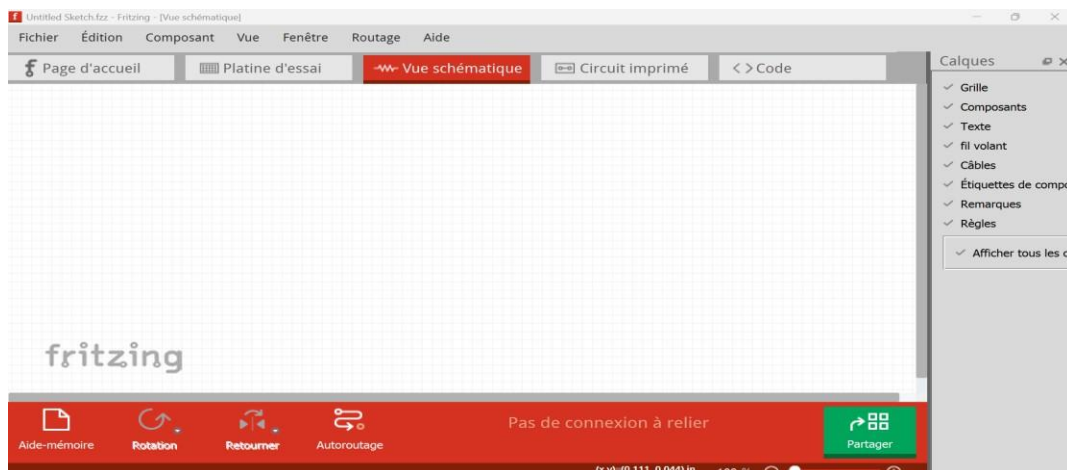 Untitled Sketch.fzz - Fritzing - [Vue schématique]
Fichier Édition Composant Vue Fenêtre Routage Aide
Page d'accueil Platine d'essai Vue schématique Circuit imprimé <> Code
Calques
Grille
Composants
Texte
fil volant
Câbles
Étiquettes de compo
Remarques
Règles
Afficher tous les c
fritzing
Pas de connexion à relier
Aide-mémoire Rotation Retourner Autoroutage Partager